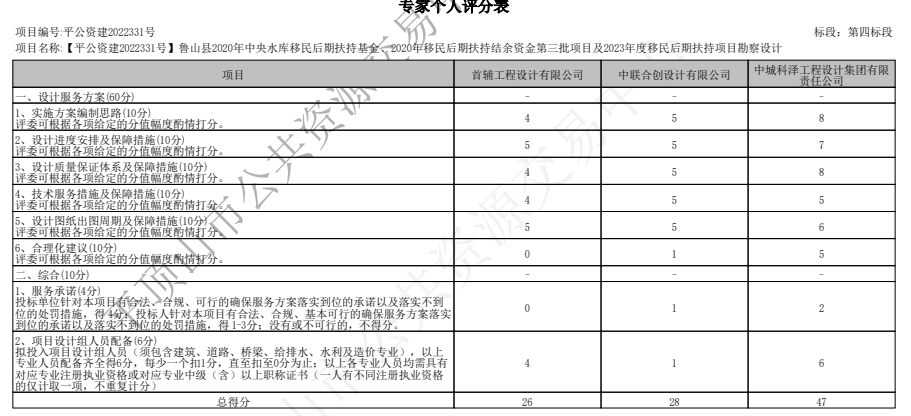 专家个人评分表
项目编号:平公资建2022331号 标段：第四标段
项目名称:【平公资建2022331号】鲁山县2020年中央水库移民后期扶持基金、2020年移民后期扶持结余资金第三批项目及2023年度移民后期扶持项目勘察设计
项目 首辅工程设计有限公司 中联合创设计有限公司 中城科泽工程设计集团有限
责任公司
一、设计服务方案(60分) - - -
1、实施方案编制思路(10分)
评委可根据各项给定的分值幅度酌情打分。 4 5 8
2、设计进度安排及保障措施(10分)
评委可根据各项给定的分值幅度酌情打分。 5 5 7
3、设计质量保证体系及保障措施(10分)
评委可根据各项给定的分值幅度酌情打分。 4 5 8
4、技术服务措施及保障措施(10分)
评委可根据各项给定的分值幅度酌情打分。 4 5 5
5、设计图纸出图周期及保障措施(10分)
评委可根据各项给定的分值幅度酌情打分。 5 5 6
6、合理化建议(10分)
评委可根据各项给定的分值幅度酌情打分。 0 1 5
二、综合(10分) - - -
1、服务承诺(4分)
投标单位针对本项目有合法、合规、可行的确保服务方案落实到位的承诺以及落实不到
位的处罚措施，得4分；投标人针对本项目有合法、合规、基本可行的确保服务方案落实
到位的承诺以及落实不到位的处罚措施，得1-3分；没有或不可行的，不得分。 0 1 2
2、项目设计组人员配备(6分)
拟投入项目设计组人员（须包含建筑、道路、桥梁、给排水、水利及造价专业），以上
专业人员配备齐全得6分，每少一个扣1分，直至扣至0分为止；以上各专业人员均需具有
对应专业注册执业资格或对应专业中级（含）以上职称证书（一人有不同注册执业资格
的仅计取一项，不重复计分） 4 1 6
总得分 26 28 47
平顶山市公共资源交易
平顶山市公共资源交易中